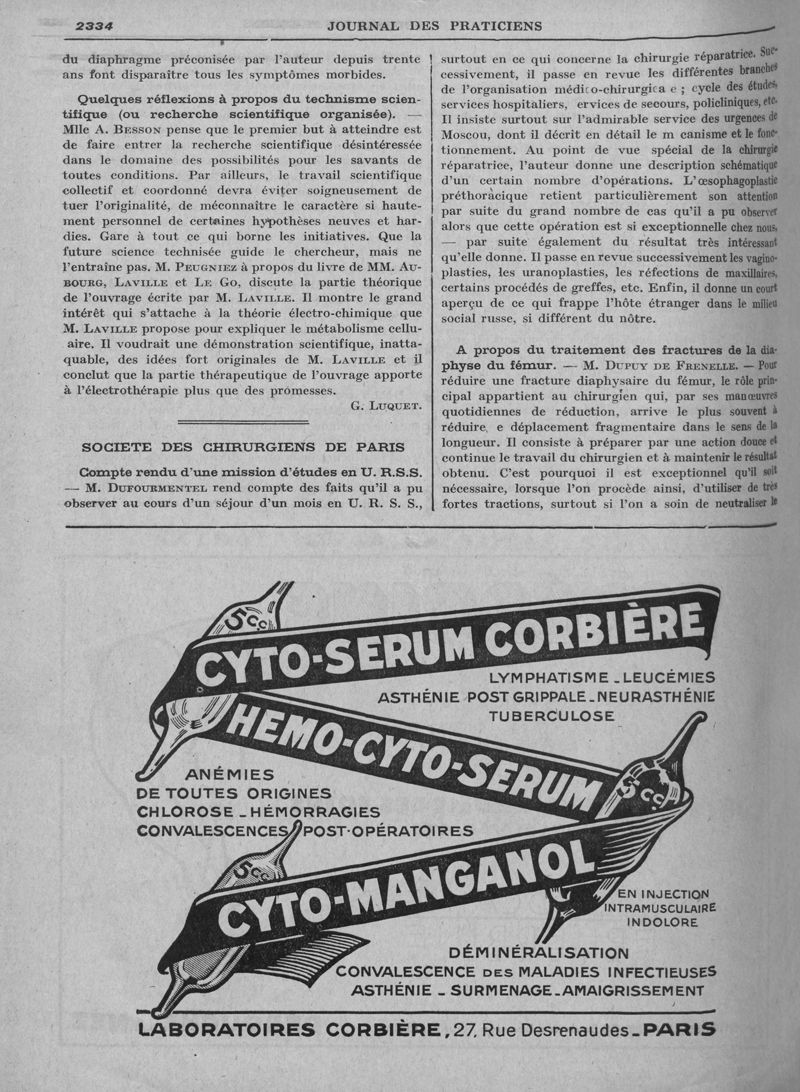 2334
JOURNAL DES PRATICIENS
du diaphragme préconisée par l'auteur depuis trente
ans font disparaître tous les symptômes morbides.
Quelques réflexions à propos du technisme scien-
tifique (ou recherche scientifique organisée). —
Mlle A. BESSON pense que le premier but à atteindre est
de faire entrer la recherche scientifique désintéressée
dans le domaine des possibilités pour les savants de
toutes conditions. Par ailleurs, le travail scientifique
collectif et coordonné devra éviter soigneusement de
tuer l'originalité, de méconnaître le caractère si haute-
ment personnel de certaines hypothèses neuves et har-
dies. Gare à tout ce qui borne les initiatives. Que la
future science technisée guide le chercheur, mais ne
l'entraîne pas. M. PEUGNIEZ à propos du livre de MM. AU-
BOURG, LAVILLE et LE GO, discute la partie théorique
de l'ouvrage écrite par M. LAVILLE. Il montre le grand
intérêt qui s'attache à la théorie électro-chimique que
M. LAVILLE propose pour expliquer le métabolisme cellu-
laire. Il voudrait une démonstration scientifique, inatta-
quable, des idées fort originales de M. LAVILLE et il
conclut que la partie thérapeutique de l'ouvrage apporte
à l'électrothérapie plus que des promesses.
G. LUQUET.
SOCIETE DES CHIRURGIENS DE PARIS
Compte rendu d'une mission d'études en U. R.S.S.
— M. DUFOURMENTEL rend compte des faits qu'il a pu
observer au cours d'un séjour d'un mois en U. R. S. S.,
surtout en ce qui concerne la chirurgie réparatrice. Suc-
cessivement, il passe en revue les différentes branches
de l'organisation médico-chirurgica e ; cycle des études,
services hospitaliers, ervices de secours, policliniques, etc.
Il insiste surtout sur l'admirable service des urgences de
Moscou, dont il décrit en détail le m canisme et le fonc-
tionnement. Au point de vue spécial de la chirurgie
réparatrice, l'auteur donne une description schématique
d'un certain nombre d'opérations. L'œsophagoplastie
préthoràcique retient particulièrement son attention
par suite du grand nombre de cas qu'il a pu observer
alors que cette opération est si exceptionnelle chez nous,
— par suite également du résultat très intéressant
qu'elle donne. Il passe en revue successivement les vagino-
plasties, les uranoplasties, les réfections de maxillaires,
certains procédés de greffes, etc. Enfin, il donne un court
aperçu de ce qui frappe l'hôte étranger dans le milieu
social russe, si différent du nôtre.
A propos du traitement des fractures de la dia-
physe du fémur. — M. DUPUY DE FRENELLE. — Pour
réduire une fracture diaphysaire du fémur, le rôle prin-
cipal appartient au chirurgien qui, par ses manœuvres
quotidiennes de réduction, arrive le plus souvent à
réduire e déplacement fragmentaire dans le sens de la
longueur. Il consiste à préparer par une action douce et
continue le travail du chirurgien et à maintenir le résultat
obtenu. C'est pourquoi il est exceptionnel qu'il soit
nécessaire, lorsque l'on procède ainsi, d'utiliser de très
fortes tractions, surtout si l'on a soin de neutraliser le
5cc.
CYTO-SERUM CORBIÈRE
LYMPHATISME - LEUCÉMIES
ASTHÉNIE POST GRIPPALE - NEURASTHÉNIE
TUBERCULOSE
HEMO-CYTO-SERUM
5cc
ANÉMIES
DE TOUTES ORIGINES
CHLOROSE - HÉMORRAGIES
CONVALESCENCES POST-OPÉRATOIRES
5cc.
CYTO-MANGANOL
EN INJECTION
INTRAMUSCULAIRE
INDOLORE
DÉMINÉRALISATION
CONVALESCENCE DES MALADIES INFECTIEUSES
ASTHÉNIE - SURMENAGE - AMAIGRISSEMENT
LABORATOIRES CORBIÈRE, 27, Rue Desrenaudes - PARIS